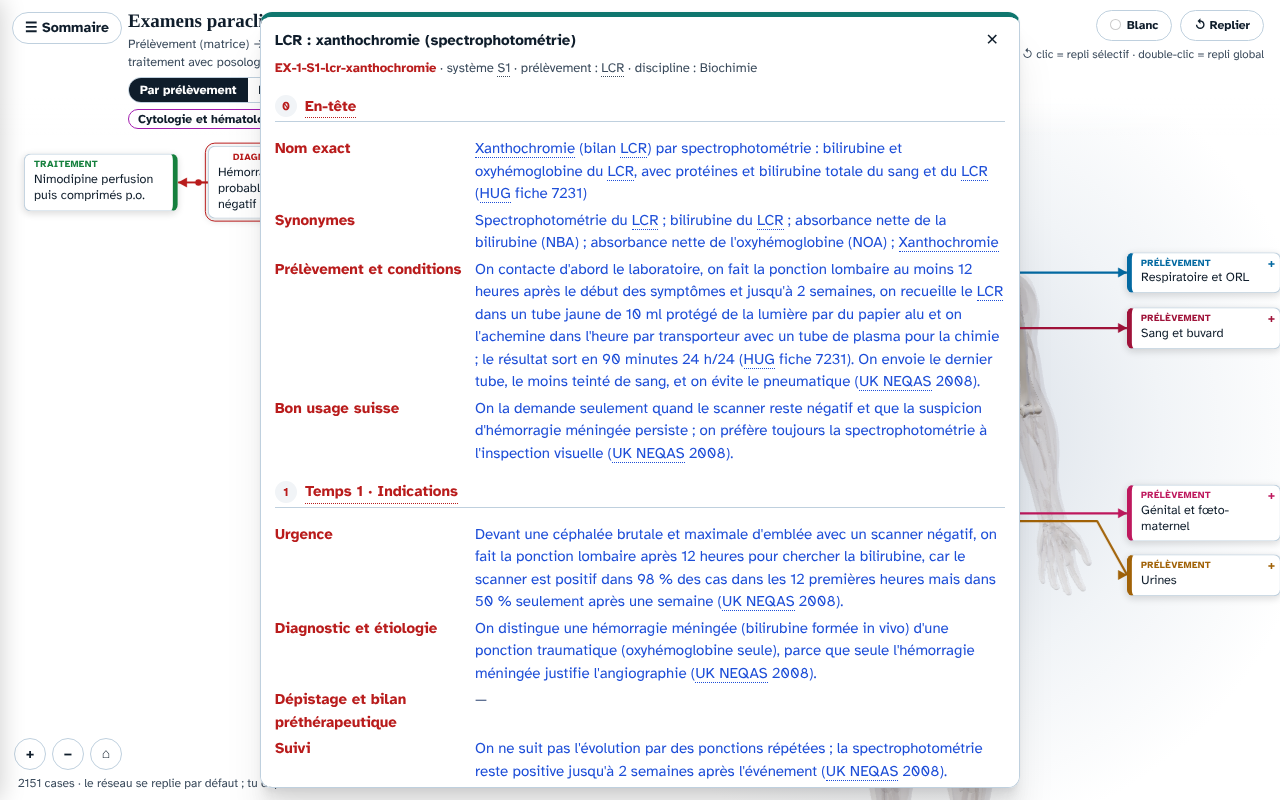 ☰ Sommaire
Examens paracli
Prélèvement (matrice) →
traitement avec posolog
Par prélèvement
Cytologie et hématolo
TRAITEMENT
Nimodipine perfusion
puis comprimés p.o.
DIAG
Hémorr
probabl
négatif
LCR : xanthochromie (spectrophotométrie)
✕
EX-1-S1-lcr-xanthochromie · système S1 · prélèvement : LCR · discipline : Biochimie
0 En-tête
Nom exact
Xanthochromie (bilan LCR) par spectrophotométrie : bilirubine et
oxyhémoglobine du LCR, avec protéines et bilirubine totale du sang et du LCR
(HUG fiche 7231)
Synonymes
Spectrophotométrie du LCR ; bilirubine du LCR ; absorbance nette de la
bilirubine (NBA) ; absorbance nette de l'oxyhémoglobine (NOA) ; Xanthochromie
Prélèvement et conditions
On contacte d'abord le laboratoire, on fait la ponction lombaire au moins 12
heures après le début des symptômes et jusqu'à 2 semaines, on recueille le LCR
dans un tube jaune de 10 ml protégé de la lumière par du papier alu et on
l'achemine dans l'heure par transporteur avec un tube de plasma pour la chimie
; le résultat sort en 90 minutes 24 h/24 (HUG fiche 7231). On envoie le dernier
tube, le moins teinté de sang, et on évite le pneumatique (UK NEQAS 2008).
Bon usage suisse
On la demande seulement quand le scanner reste négatif et que la suspicion
d'hémorragie méningée persiste ; on préfère toujours la spectrophotométrie à
l'inspection visuelle (UK NEQAS 2008).
1 Temps 1 · Indications
Urgence
Devant une céphalée brutale et maximale d'emblée avec un scanner négatif, on
fait la ponction lombaire après 12 heures pour chercher la bilirubine, car le
scanner est positif dans 98 % des cas dans les 12 premières heures mais dans
50 % seulement après une semaine (UK NEQAS 2008).
Diagnostic et étiologie
On distingue une hémorragie méningée (bilirubine formée in vivo) d'une
ponction traumatique (oxyhémoglobine seule), parce que seule l'hémorragie
méningée justifie l'angiographie (UK NEQAS 2008).
Dépistage et bilan
préthérapeutique
—
Suivi
On ne suit pas l'évolution par des ponctions répétées ; la spectrophotométrie
reste positive jusqu'à 2 semaines après l'événement (UK NEQAS 2008).
Blanc
↺ Replier
↺ clic = repli sélectif · double-clic = repli global
PRÉLÈVEMENT +
Respiratoire et ORL
PRÉLÈVEMENT +
Sang et buvard
PRÉLÈVEMENT +
Génital et fœto-
maternel
PRÉLÈVEMENT +
Urines
+ − ⌂
2151 cases · le réseau se replie par défaut ; tu